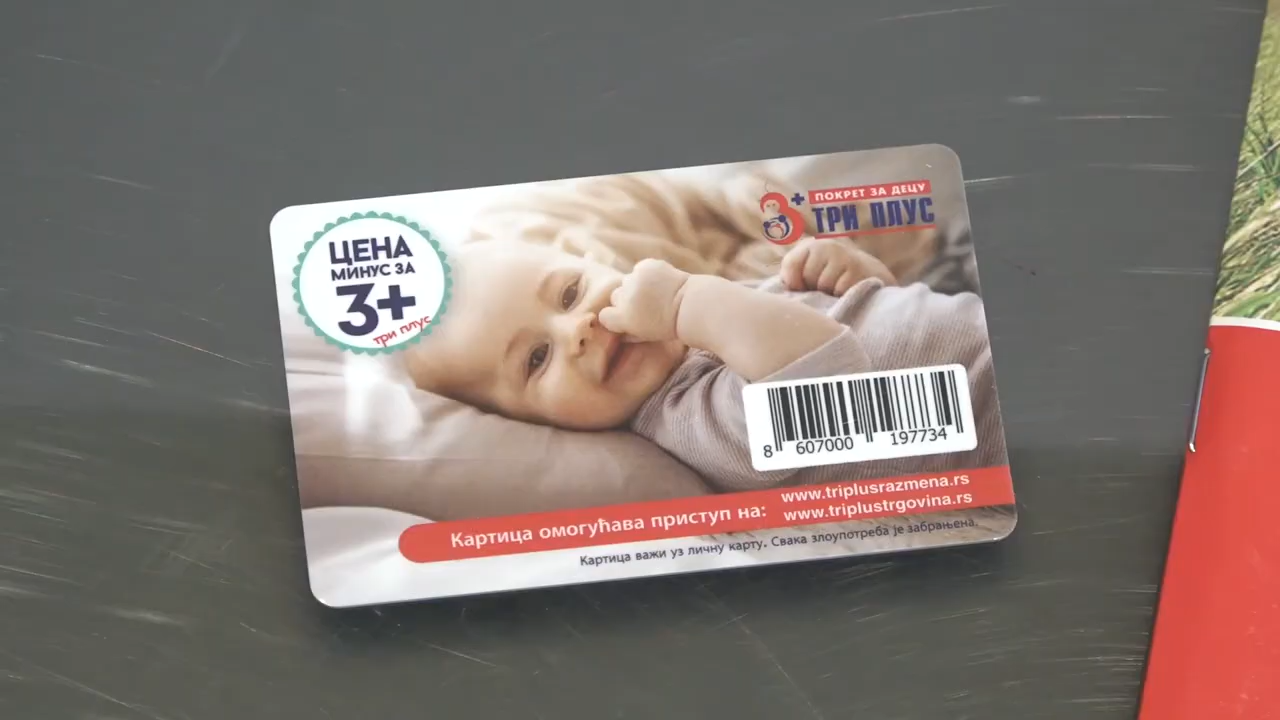 ЦЕНА
МИНУС ЗА
3+
три плус
3+
ПОКРЕТ ЗА ДЕЦУ
ТРИ ПЛУС
8 607000 197734
Картица омогућава приступ на:
www.triplusrazmena.rs
www.triplustrgovina.rs
Картица важи уз личну карту. Свака злоупотреба је забрањена.